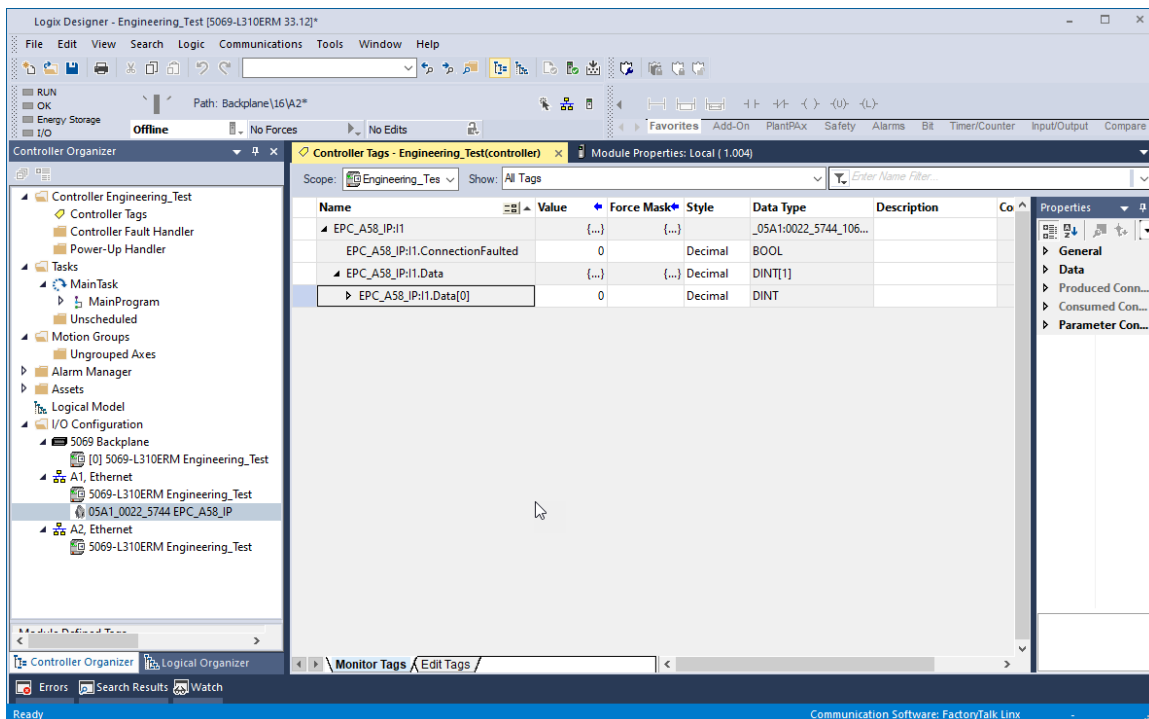 Logix Designer - Engineering_Test [5069-L310ERM 33.12]*
File Edit View Search Logic Communications Tools Window Help
RUN
OK
Energy Storage
I/O
Path: Backplane\16\A2*
Offline
No Forces
No Edits
Favorites Add-On PlantPAx Safety Alarms Bit Timer/Counter Input/Output Compare
Controller Organizer
Controller Engineering_Test
Controller Tags
Controller Fault Handler
Power-Up Handler
Tasks
MainTask
MainProgram
Unscheduled
Motion Groups
Ungrouped Axes
Alarm Manager
Assets
Logical Model
I/O Configuration
5069 Backplane
[0] 5069-L310ERM Engineering_Test
A1, Ethernet
5069-L310ERM Engineering_Test
05A1_0022_5744 EPC_A58_IP
A2, Ethernet
5069-L310ERM Engineering_Test
Controller Organizer Logical Organizer
Controller Tags - Engineering_Test(controller) Module Properties: Local (1.004)
Scope: Engineering_Tes Show: All Tags Enter Name Filter...
Name Value Force Mask Style Data Type Description Co
EPC_A58_IP:I1 {...} {...} _05A1:0022_5744_106...
EPC_A58_IP:I1.ConnectionFaulted 0 Decimal BOOL
EPC_A58_IP:I1.Data {...} {...} Decimal DINT[1]
EPC_A58_IP:I1.Data[0] 0 Decimal DINT
Monitor Tags Edit Tags
Properties
General
Data
Produced Conn...
Consumed Con...
Parameter Con...
Errors Search Results Watch
Ready
Communication Software: FactoryTalk Linx